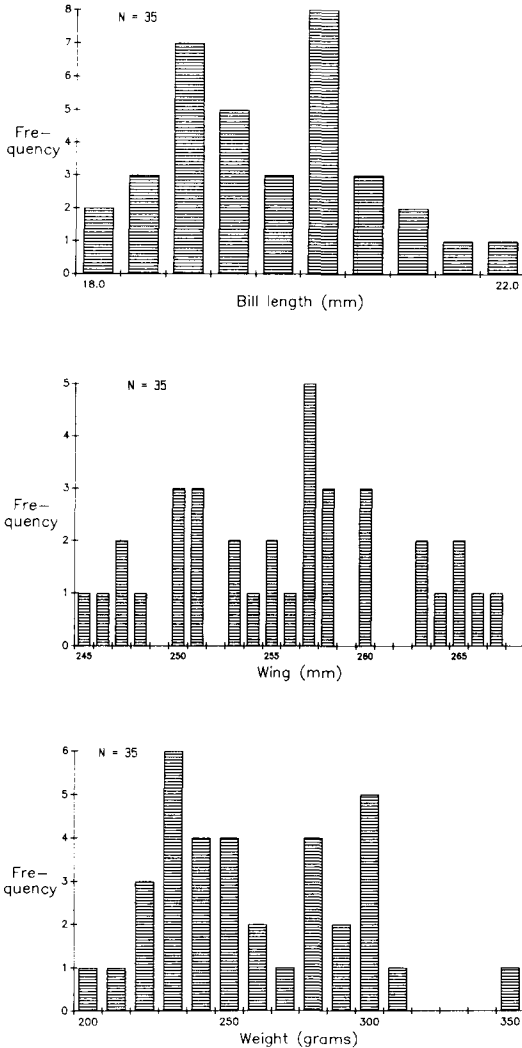 N = 35
8
7
6
5
4
3
2
1
0
Fre-
quency
18.0 22.0
Bill length (mm)
N = 35
5
4
3
2
1
0
Fre-
quency
245 250 255 260 265
Wing (mm)
N = 35
6
5
4
3
2
1
0
Fre-
quency
200 250 300 350
Weight (grams)